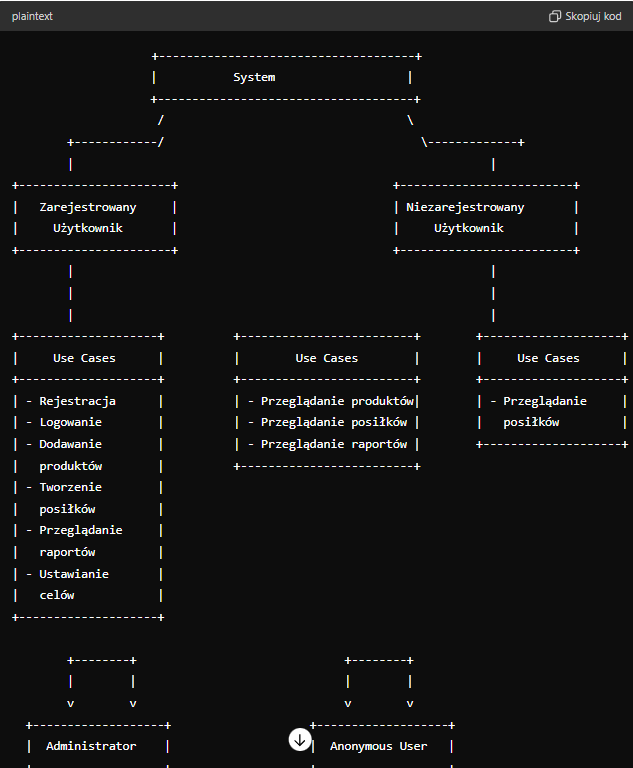 plaintext
Skopiuj kod
System
Zarejestrowany
Użytkownik
Niezarejestrowany
Użytkownik
Use Cases
- Rejestracja
- Logowanie
- Dodawanie
produktów
- Tworzenie
posiłków
- Przeglądanie
raportów
- Ustawianie
celów
Use Cases
- Przeglądanie produktów
- Przeglądanie posiłków
- Przeglądanie raportów
Use Cases
- Przeglądanie
posiłków
v v
v v
Administrator
Anonymous User